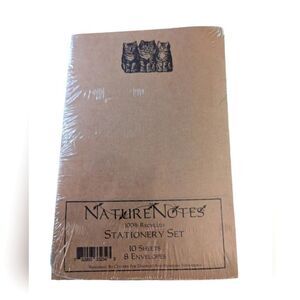 NATURENOTES
100% RECYCLED
STATIONERY SET
10 SHEETS
8 ENVELOPES